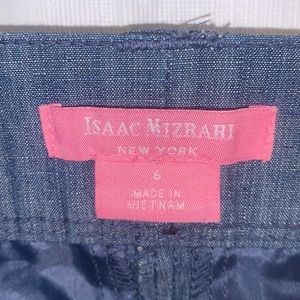 ISAAC MIZRAHI
NEW YORK
6
MADE IN
VIETNAM